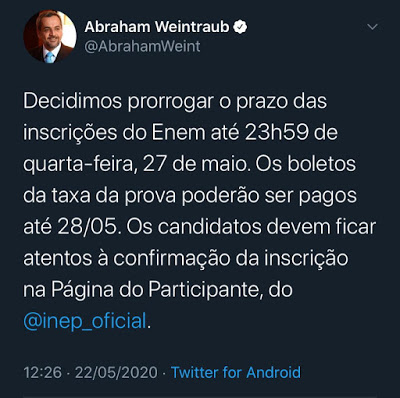 Abraham Weintraub
@AbrahamWeint
Decidimos prorrogar o prazo das
inscrições do Enem até 23h59 de
quarta-feira, 27 de maio. Os boletos
da taxa da prova poderão ser pagos
até 28/05. Os candidatos devem ficar
atentos à confirmação da inscrição
na Página do Participante, do
@inep_oficial.
12:26 · 22/05/2020 · Twitter for Android